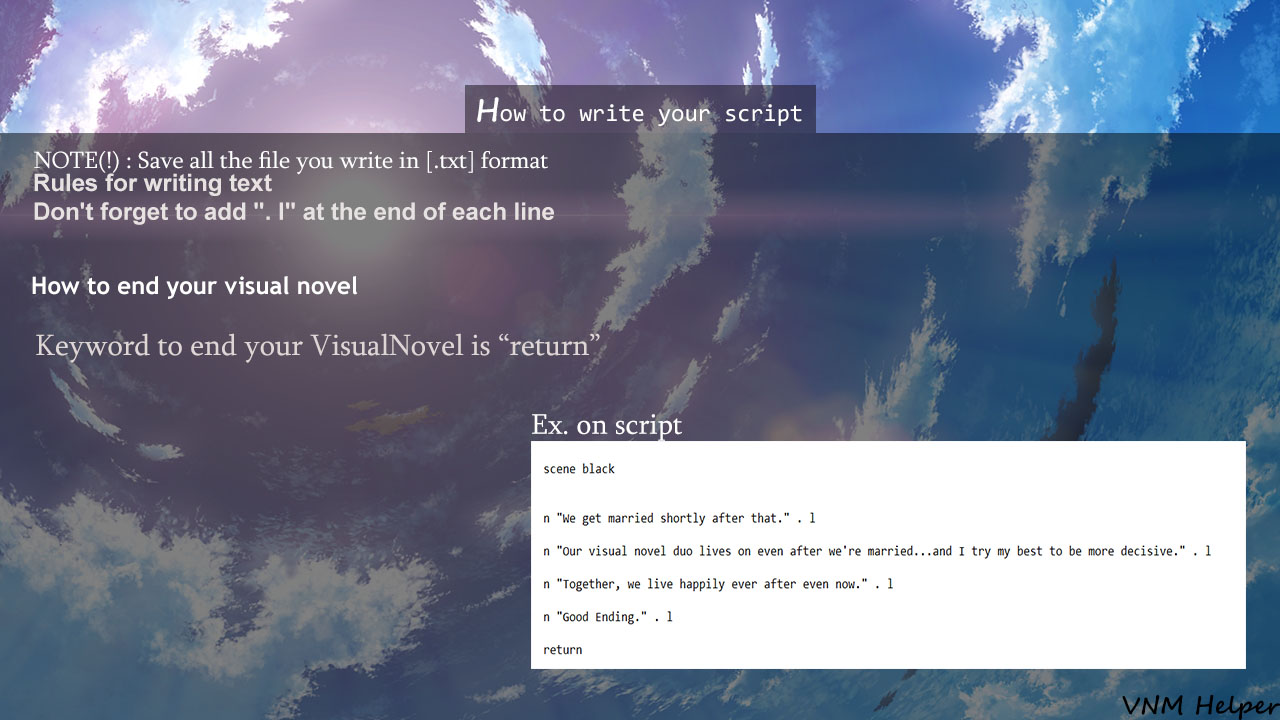 How to write your script
NOTE(!) : Save all the file you write in [.txt] format
Rules for writing text
Don't forget to add ". l" at the end of each line
How to end your visual novel
Keyword to end your VisualNovel is “return”
Ex. on script
scene black
n "We get married shortly after that." . l
n "Our visual novel duo lives on even after we're married...and I try my best to be more decisive." . l
n "Together, we live happily ever after even now." . l
n "Good Ending." . l
return
VNM Helper